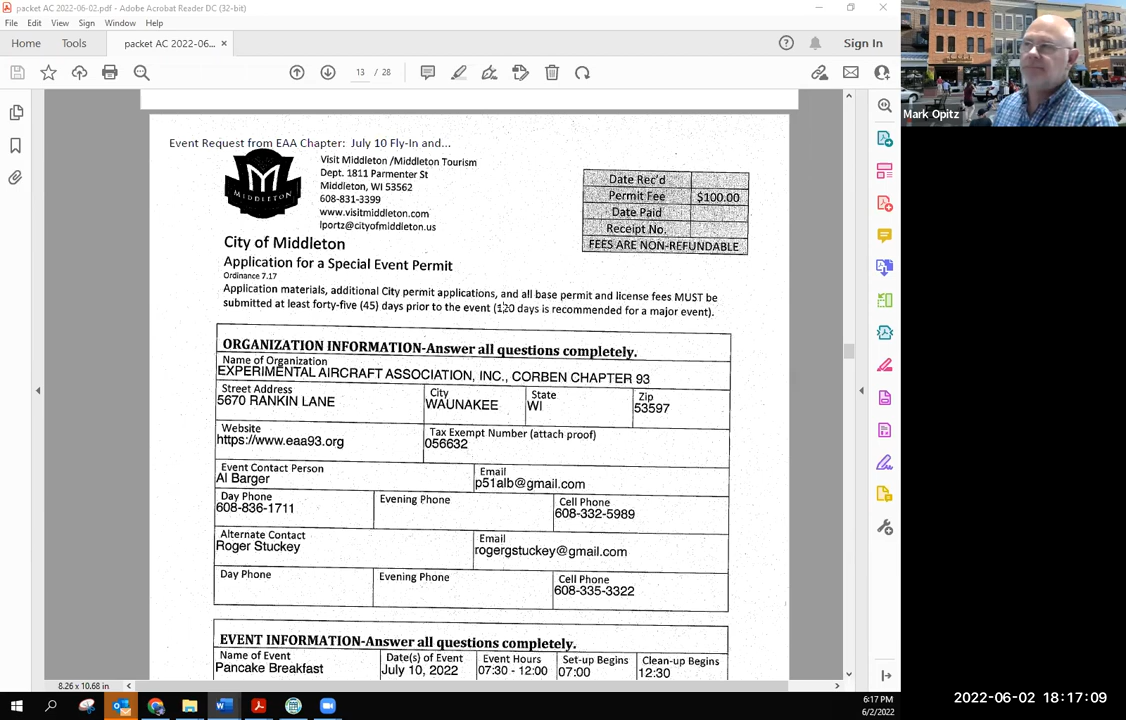 packet AC 2022-06-02.pdf - Adobe Acrobat Reader DC (32-bit)
File Edit View Sign Window Help
Home Tools packet AC 2022-06... × Sign In
13 / 28
Mark Opitz
Event Request from EAA Chapter: July 10 Fly-In and...
MIDDLETON
Visit Middleton /Middleton Tourism
Dept. 1811 Parmenter St
Middleton, WI 53562
608-831-3399
www.visitmiddleton.com
lportz@cityofmiddleton.us
Date Rec'd
Permit Fee $100.00
Date Paid
Receipt No.
FEES ARE NON-REFUNDABLE
City of Middleton
Application for a Special Event Permit
Ordinance 7.17
Application materials, additional City permit applications, and all base permit and license fees MUST be
submitted at least forty-five (45) days prior to the event (120 days is recommended for a major event).
ORGANIZATION INFORMATION-Answer all questions completely.
Name of Organization
EXPERIMENTAL AIRCRAFT ASSOCIATION, INC., CORBEN CHAPTER 93
Street Address City State Zip
5670 RANKIN LANE WAUNAKEE WI 53597
Website Tax Exempt Number (attach proof)
https://www.eaa93.org 056632
Event Contact Person Email
Al Barger p51alb@gmail.com
Day Phone Evening Phone Cell Phone
608-836-1711 608-332-5989
Alternate Contact Email
Roger Stuckey rogergstuckey@gmail.com
Day Phone Evening Phone Cell Phone
608-335-3322
EVENT INFORMATION-Answer all questions completely.
Name of Event Date(s) of Event Event Hours Set-up Begins Clean-up Begins
Pancake Breakfast July 10, 2022 07:30 - 12:00 07:00 12:30
8.26 x 10.68 in
6:17 PM
6/2/2022
2022-06-02 18:17:09